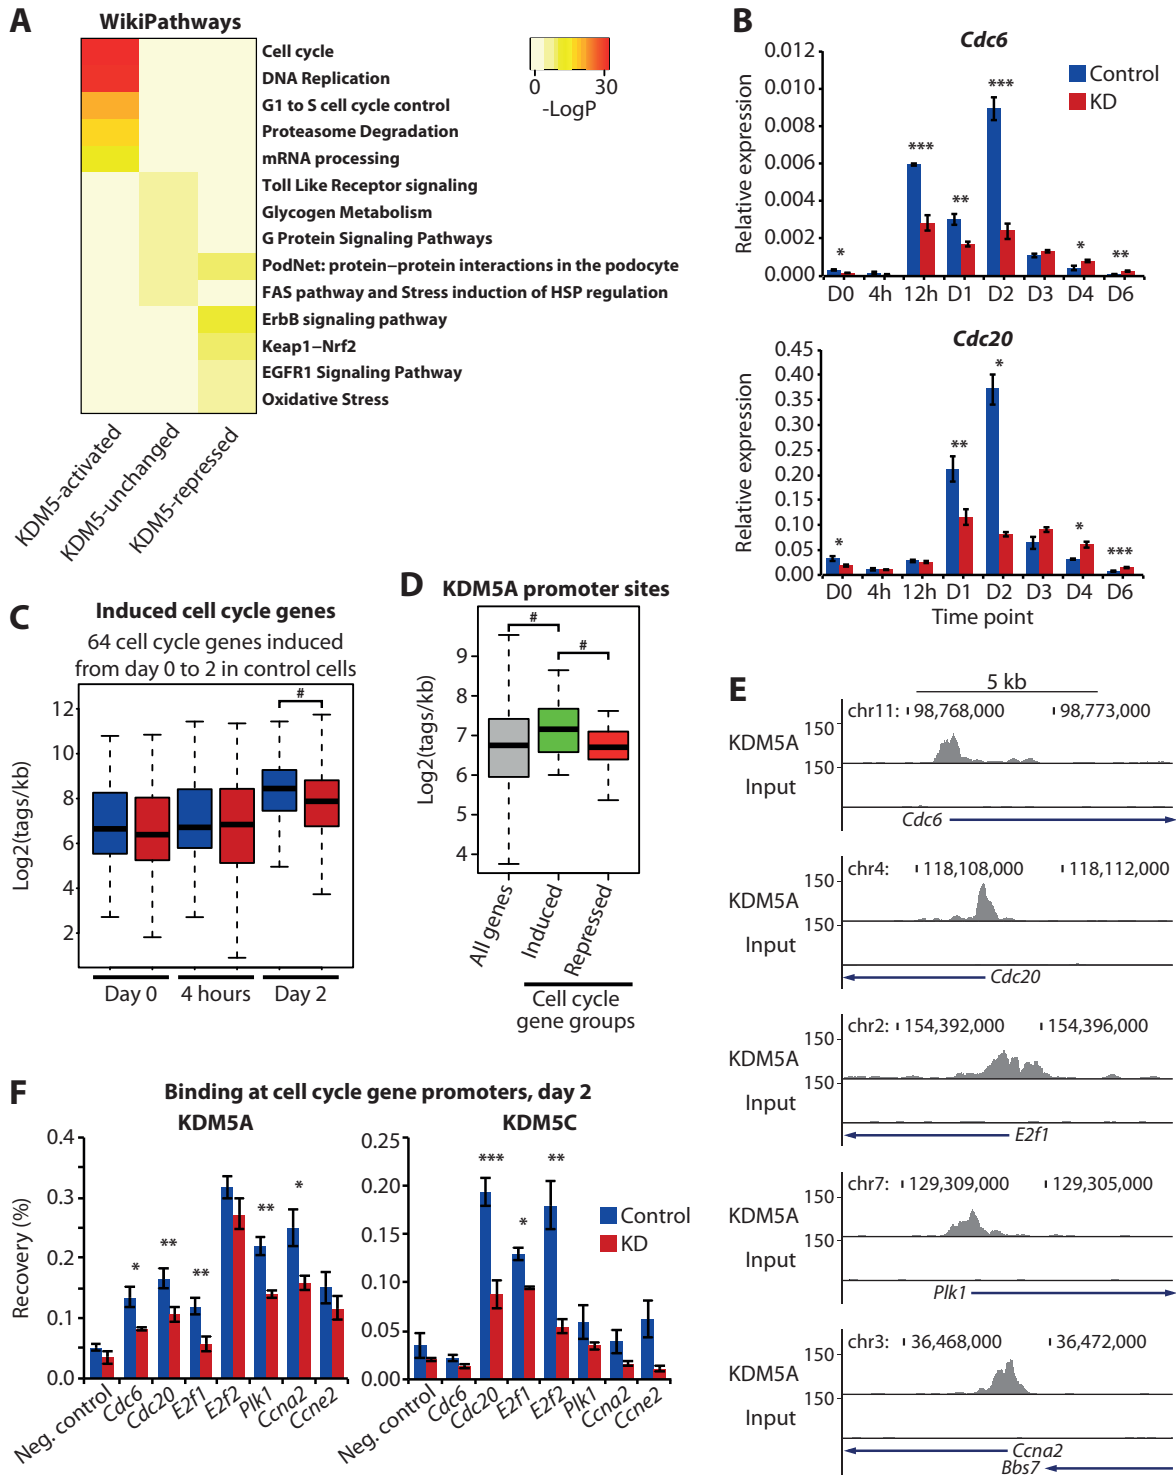 A
WikiPathways
Cell cycle
DNA Replication
G1 to S cell cycle control
Proteasome Degradation
mRNA processing
Toll Like Receptor signaling
Glycogen Metabolism
G Protein Signaling Pathways
PodNet: protein–protein interactions in the podocyte
FAS pathway and Stress induction of HSP regulation
ErbB signaling pathway
Keap1–Nrf2
EGFR1 Signaling Pathway
Oxidative Stress
KDM5-activated
KDM5-unchanged
KDM5-repressed
0 30
-LogP
B
Cdc6
Relative expression
0.012
0.010
0.008
0.006
0.004
0.002
0.000
Control
KD
* *** ** *** * **
D0 4h 12h D1 D2 D3 D4 D6
Cdc20
Relative expression
0.45
0.40
0.35
0.30
0.25
0.20
0.15
0.10
0.05
0.00
* ** * * ***
D0 4h 12h D1 D2 D3 D4 D6
Time point
C
Induced cell cycle genes
64 cell cycle genes induced
from day 0 to 2 in control cells
Log2(tags/kb)
12
10
8
6
4
2
#
Day 0 4 hours Day 2
D
KDM5A promoter sites
Log2(tags/kb)
9
8
7
6
5
4
# #
All genes
Induced
Repressed
Cell cycle
gene groups
E
5 kb
chr11: 98,768,000 98,773,000
KDM5A 150
Input 150
Cdc6
chr4: 118,108,000 118,112,000
KDM5A 150
Input 150
Cdc20
chr2: 154,392,000 154,396,000
KDM5A 150
Input 150
E2f1
chr7: 129,309,000 129,305,000
KDM5A 150
Input 150
Plk1
chr3: 36,468,000 36,472,000
KDM5A 150
Input 150
Ccna2
Bbs7
F
Binding at cell cycle gene promoters, day 2
KDM5A
Recovery (%)
0.4
0.3
0.2
0.1
0.0
* ** ** ** *
Neg. control
Cdc6
Cdc20
E2f1
E2f2
Plk1
Ccna2
Ccne2
KDM5C
0.25
0.20
0.15
0.10
0.05
0.00
*** * **
Control
KD
Neg. control
Cdc6
Cdc20
E2f1
E2f2
Plk1
Ccna2
Ccne2